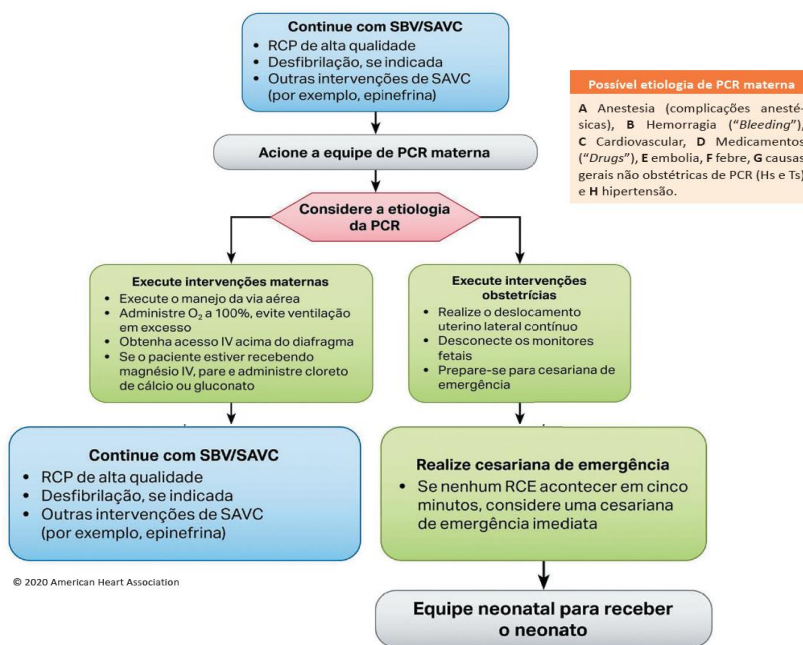 Continue com SBV/SAVC
• RCP de alta qualidade
• Desfibrilação, se indicada
• Outras intervenções de SAVC
(por exemplo, epinefrina)
Possível etiologia de PCR materna
A Anestesia (complicações anesté-
sicas), B Hemorragia (“Bleeding”),
C Cardiovascular, D Medicamentos
(“Drugs”), E embolia, F febre, G causas
gerais não obstétricas de PCR (Hs e Ts)
e H hipertensão.
Acione a equipe de PCR materna
Considere a etiologia
da PCR
Execute intervenções maternas
• Execute o manejo da via aérea
• Administre O₂ a 100%, evite ventilação
em excesso
• Obtenha acesso IV acima do diafragma
• Se o paciente estiver recebendo
magnésio IV, pare e administre cloreto
de cálcio ou gluconato
Execute intervenções
obstetrícias
• Realize o deslocamento
uterino lateral contínuo
• Desconecte os monitores
fetais
• Prepare-se para cesariana de
emergência
Continue com SBV/SAVC
• RCP de alta qualidade
• Desfibrilação, se indicada
• Outras intervenções de SAVC
(por exemplo, epinefrina)
Realize cesariana de emergência
• Se nenhum RCE acontecer em cinco
minutos, considere uma cesariana
de emergência imediata
© 2020 American Heart Association
Equipe neonatal para receber
o neonato